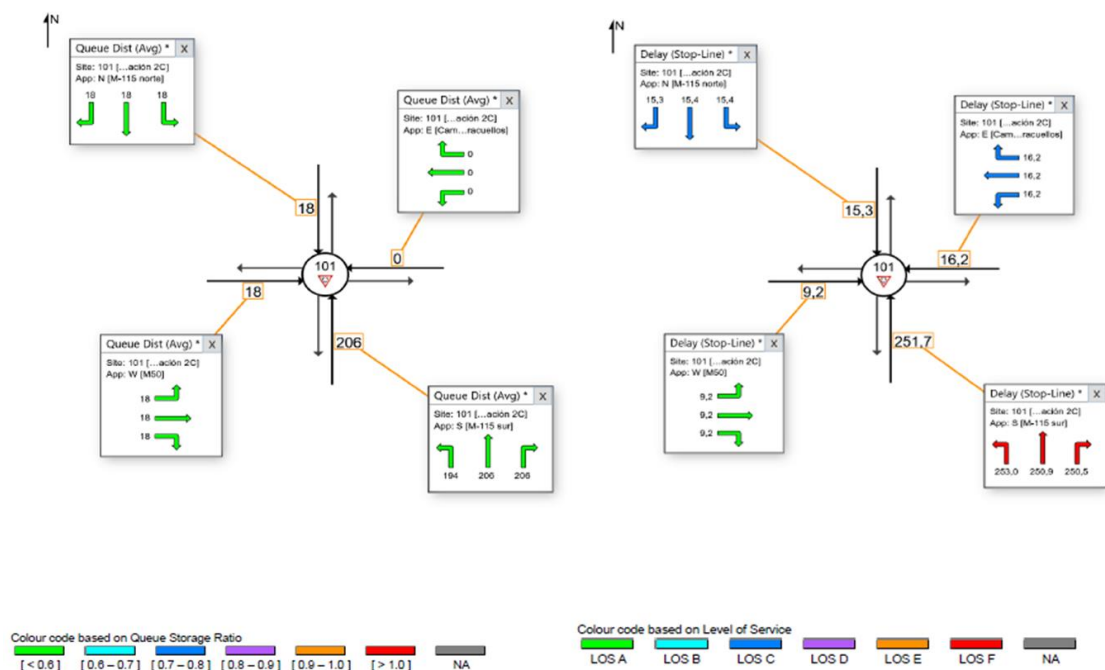 N
Queue Dist (Avg) * X
Site: 101 [...ación 2C]
App: N [M-115 norte]
18 18 18
Queue Dist (Avg) * X
Site: 101 [...ación 2C]
App: E [Cam...racuellos]
0
0
0
18
101
0
18
206
Queue Dist (Avg) * X
Site: 101 [...ación 2C]
App: W [M50]
18
18
18
Queue Dist (Avg) * X
Site: 101 [...ación 2C]
App: S [M-115 sur]
194 206 206
Colour code based on Queue Storage Ratio
[ < 0.6 ] [ 0.6 – 0.7 ] [ 0.7 – 0.8 ] [ 0.8 – 0.9 ] [ 0.9 – 1.0 ] [ > 1.0 ] NA
N
Delay (Stop-Line) * X
Site: 101 [...ación 2C]
App: N [M-115 norte]
15,3 15,4 15,4
Delay (Stop-Line) * X
Site: 101 [...ación 2C]
App: E [Cam...racuellos]
16,2
16,2
16,2
15,3
101
16,2
9,2
251,7
Delay (Stop-Line) * X
Site: 101 [...ación 2C]
App: W [M50]
9,2
9,2
9,2
Delay (Stop-Line) * X
Site: 101 [...ación 2C]
App: S [M-115 sur]
253,0 250,9 250,5
Colour code based on Level of Service
LOS A LOS B LOS C LOS D LOS E LOS F NA